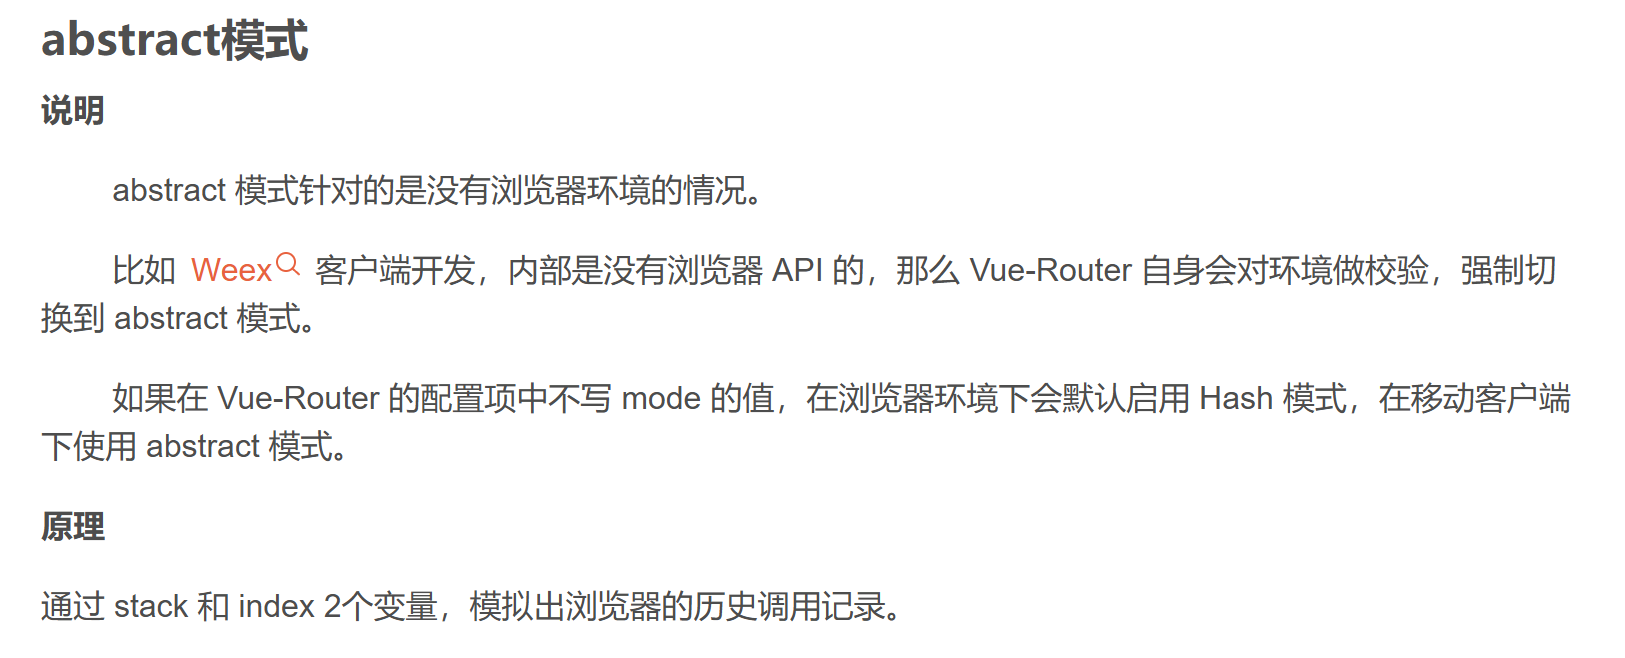 abstract模式
说明
abstract 模式针对的是没有浏览器环境的情况。
比如 Weex 客户端开发，内部是没有浏览器 API 的，那么 Vue-Router 自身会对环境做校验，强制切
换到 abstract 模式。
如果在 Vue-Router 的配置项中不写 mode 的值，在浏览器环境下会默认启用 Hash 模式，在移动客户端
下使用 abstract 模式。
原理
通过 stack 和 index 2个变量，模拟出浏览器的历史调用记录。